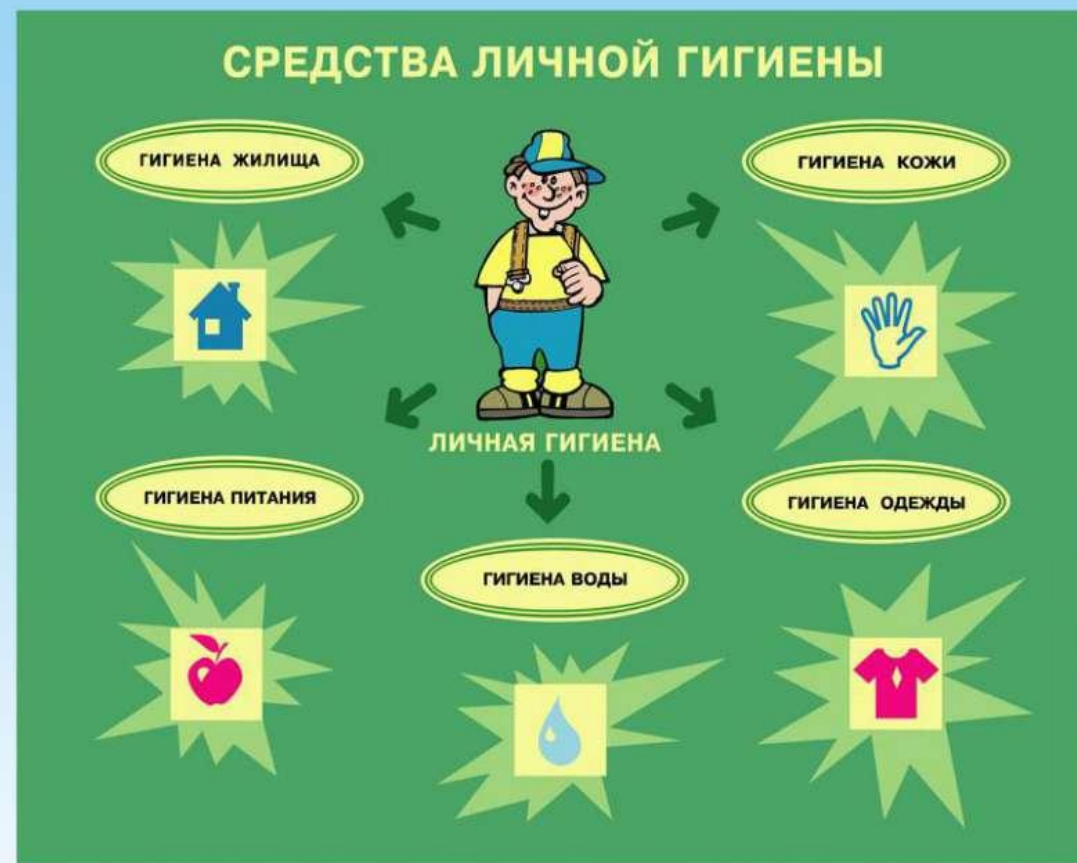 СРЕДСТВА ЛИЧНОЙ ГИГИЕНЫ
ГИГИЕНА ЖИЛИЩА
ГИГИЕНА КОЖИ
ЛИЧНАЯ ГИГИЕНА
ГИГИЕНА ПИТАНИЯ
ГИГИЕНА ОДЕЖДЫ
ГИГИЕНА ВОДЫ